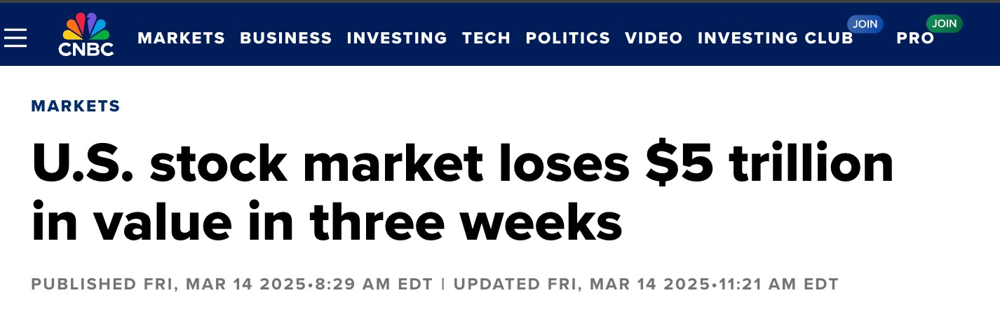 CNBC MARKETS BUSINESS INVESTING TECH POLITICS VIDEO INVESTING CLUB JOIN PRO JOIN
MARKETS
U.S. stock market loses $5 trillion
in value in three weeks
PUBLISHED FRI, MAR 14 2025•8:29 AM EDT | UPDATED FRI, MAR 14 2025•11:21 AM EDT